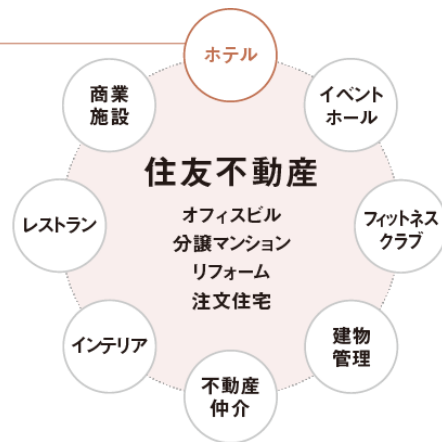 ホテル
イベント
ホール
フィットネス
クラブ
建物
管理
不動産
仲介
インテリア
レストラン
商業
施設
住友不動産
オフィスビル
分譲マンション
リフォーム
注文住宅